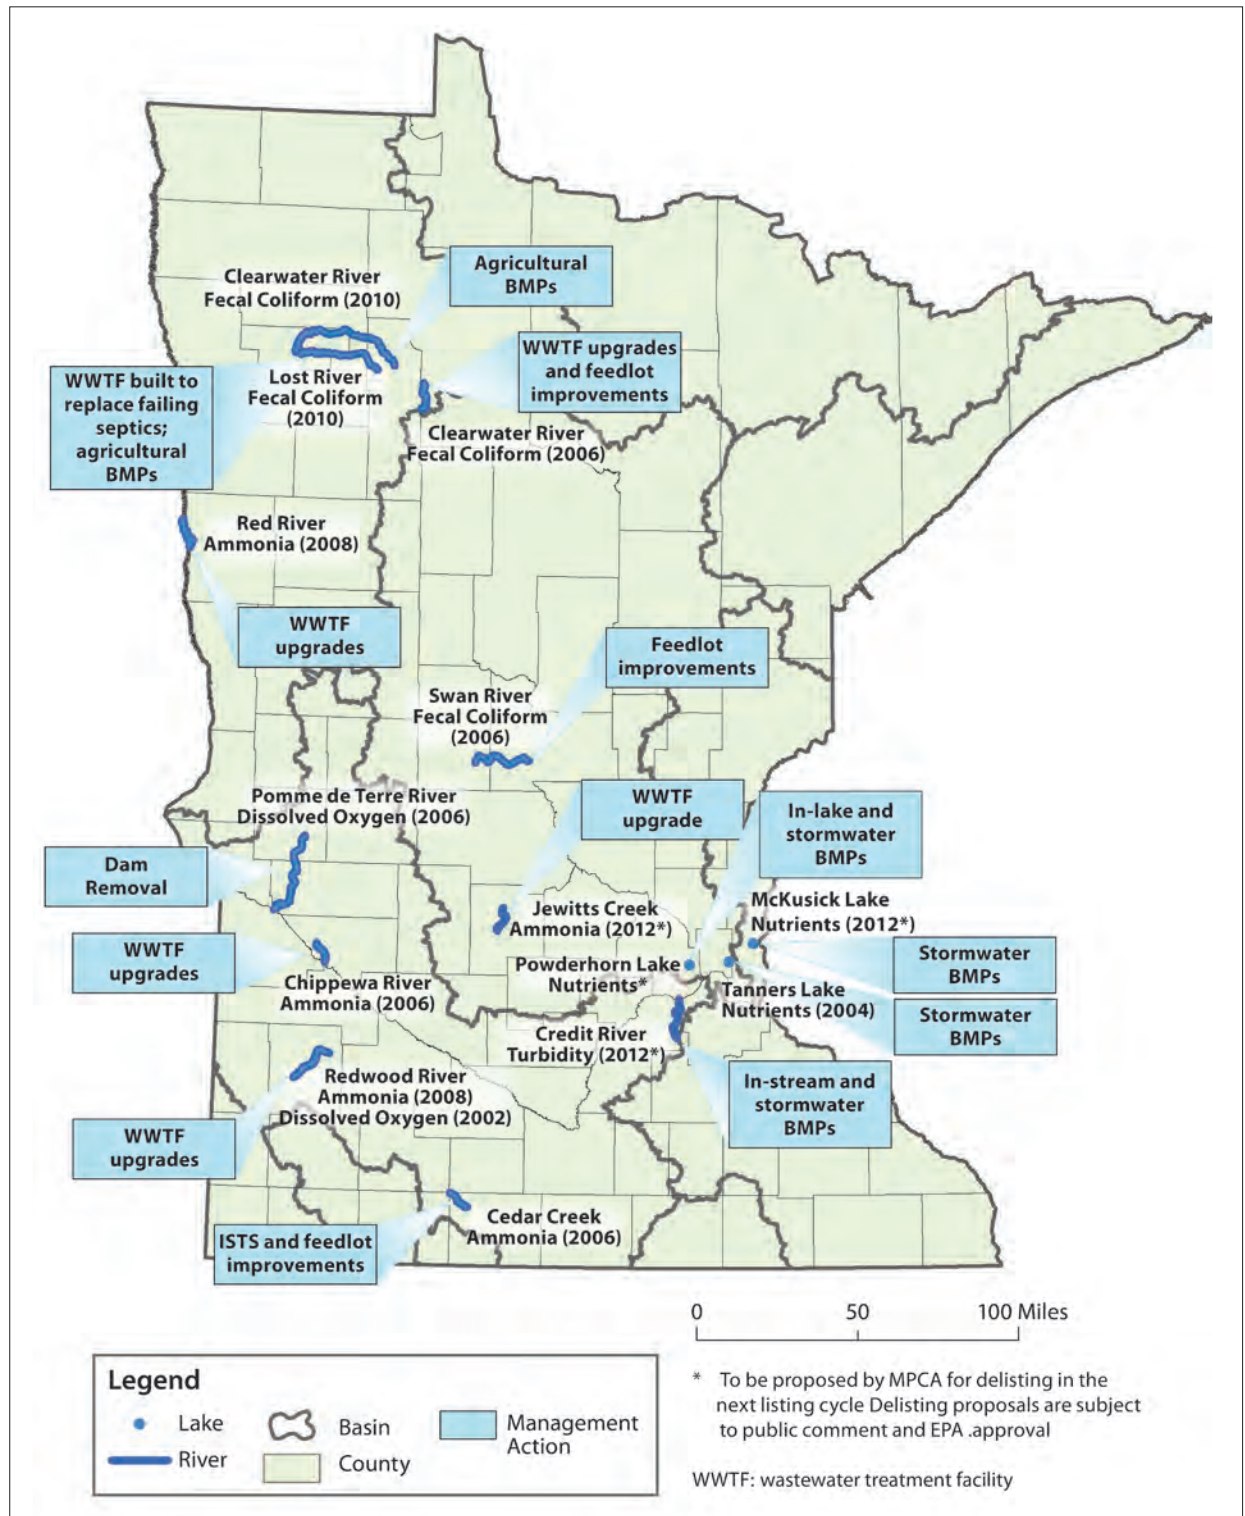 Clearwater River
Fecal Coliform (2010)
Agricultural
BMPs
WWTF upgrades
and feedlot
improvements
WWTF built to
replace failing
septics;
agricultural
BMPs
Lost River
Fecal Coliform
(2010)
Clearwater River
Fecal Coliform (2006)
Red River
Ammonia (2008)
WWTF
upgrades
Feedlot
improvements
Swan River
Fecal Coliform
(2006)
Pomme de Terre River
Dissolved Oxygen (2006)
WWTF
upgrade
In-lake and
stormwater
BMPs
Dam
Removal
Jewitts Creek
Ammonia (2012*)
McKusick Lake
Nutrients (2012*)
WWTF
upgrades
Chippewa River
Ammonia (2006)
Powderhorn Lake
Nutrients*
Stormwater
BMPs
Tanners Lake
Nutrients (2004)
Stormwater
BMPs
Credit River
Turbidity (2012*)
Redwood River
Ammonia (2008)
Dissolved Oxygen (2002)
In-stream and
stormwater
BMPs
WWTF
upgrades
Cedar Creek
Ammonia (2006)
ISTS and feedlot
improvements
0 50 100 Miles
Legend
Lake
River
Basin
County
Management
Action
* To be proposed by MPCA for delisting in the
next listing cycle Delisting proposals are subject
to public comment and EPA .approval
WWTF: wastewater treatment facility